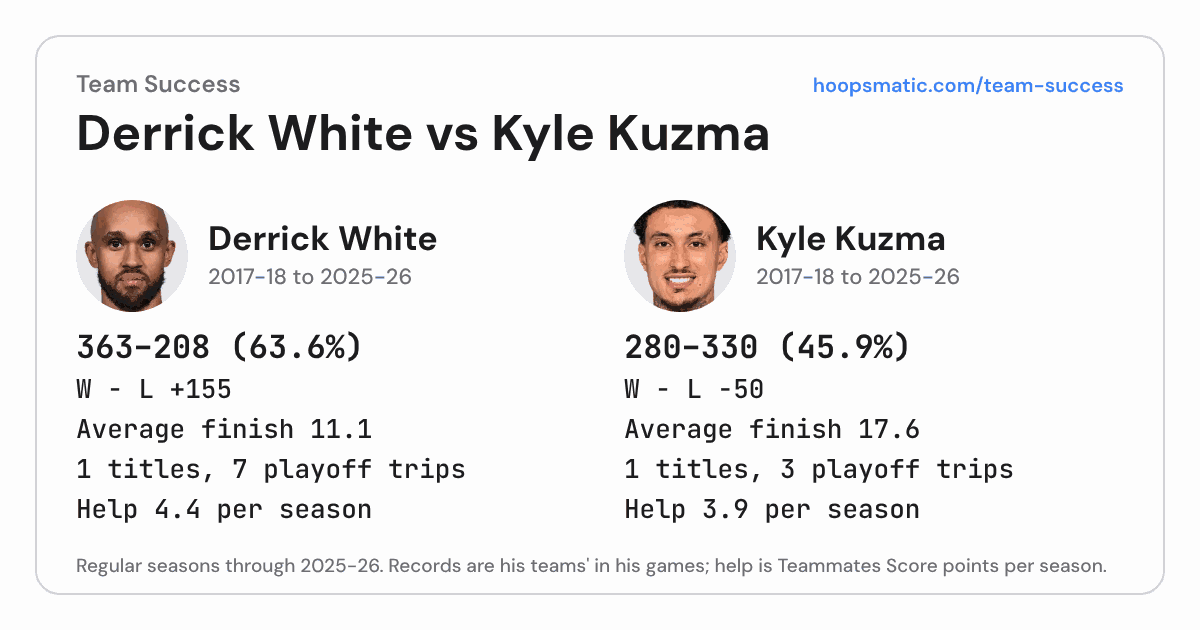 Team Success
hoopsmatic.com/team-success
Derrick White vs Kyle Kuzma
Derrick White
2017-18 to 2025-26
363-208 (63.6%)
W - L +155
Average finish 11.1
1 titles, 7 playoff trips
Help 4.4 per season
Kyle Kuzma
2017-18 to 2025-26
280-330 (45.9%)
W - L -50
Average finish 17.6
1 titles, 3 playoff trips
Help 3.9 per season
Regular seasons through 2025-26. Records are his teams' in his games; help is Teammates Score points per season.